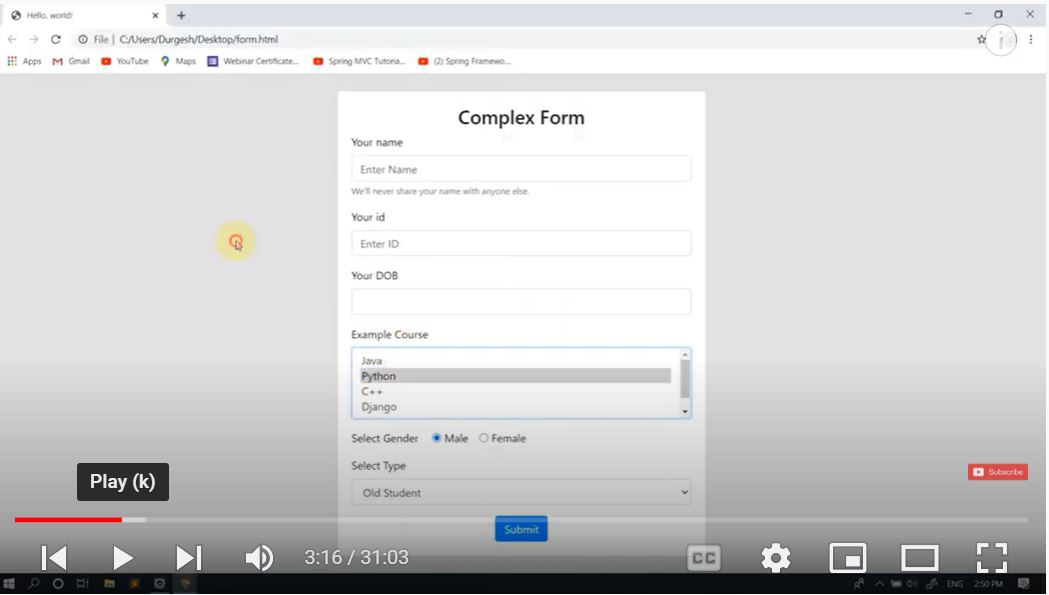 Hello, world!
File | C:/Users/Durgesh/Desktop/form.html
Apps Gmail YouTube Maps Webinar Certificate... Spring MVC Tutoria... (2) Spring Framewo...
Complex Form
Your name
Enter Name
We'll never share your name with anyone else.
Your id
Enter ID
Your DOB
Example Course
Java
Python
C++
Django
Select Gender Male Female
Select Type
Old Student
Submit
Play (k)
Subscribe
3:16 / 31:03
CC
ENG 2:50 PM